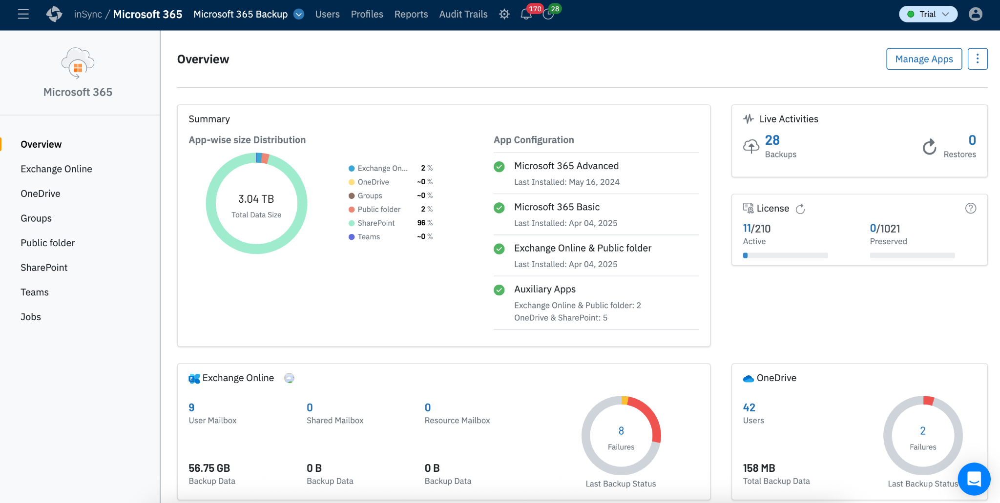 inSync / Microsoft 365 Microsoft 365 Backup Users Profiles Reports Audit Trails 170 28 Trial
Microsoft 365
Overview
Exchange Online
OneDrive
Groups
Public folder
SharePoint
Teams
Jobs
Overview
Manage Apps
Summary
App-wise size Distribution
3.04 TB
Total Data Size
Exchange On... 2 %
OneDrive ~0 %
Groups ~0 %
Public folder 2 %
SharePoint 96 %
Teams ~0 %
App Configuration
Microsoft 365 Advanced
Last Installed: May 16, 2024
Microsoft 365 Basic
Last Installed: Apr 04, 2025
Exchange Online & Public folder
Last Installed: Apr 04, 2025
Auxiliary Apps
Exchange Online & Public folder: 2
OneDrive & SharePoint: 5
Live Activities
28
Backups
0
Restores
License
?
11/210
Active
0/1021
Preserved
E Exchange Online
9
User Mailbox
0
Shared Mailbox
0
Resource Mailbox
56.75 GB
Backup Data
0 B
Backup Data
0 B
Backup Data
8
Failures
Last Backup Status
OneDrive
42
Users
158 MB
Total Backup Data
2
Failures
Last Backup Status